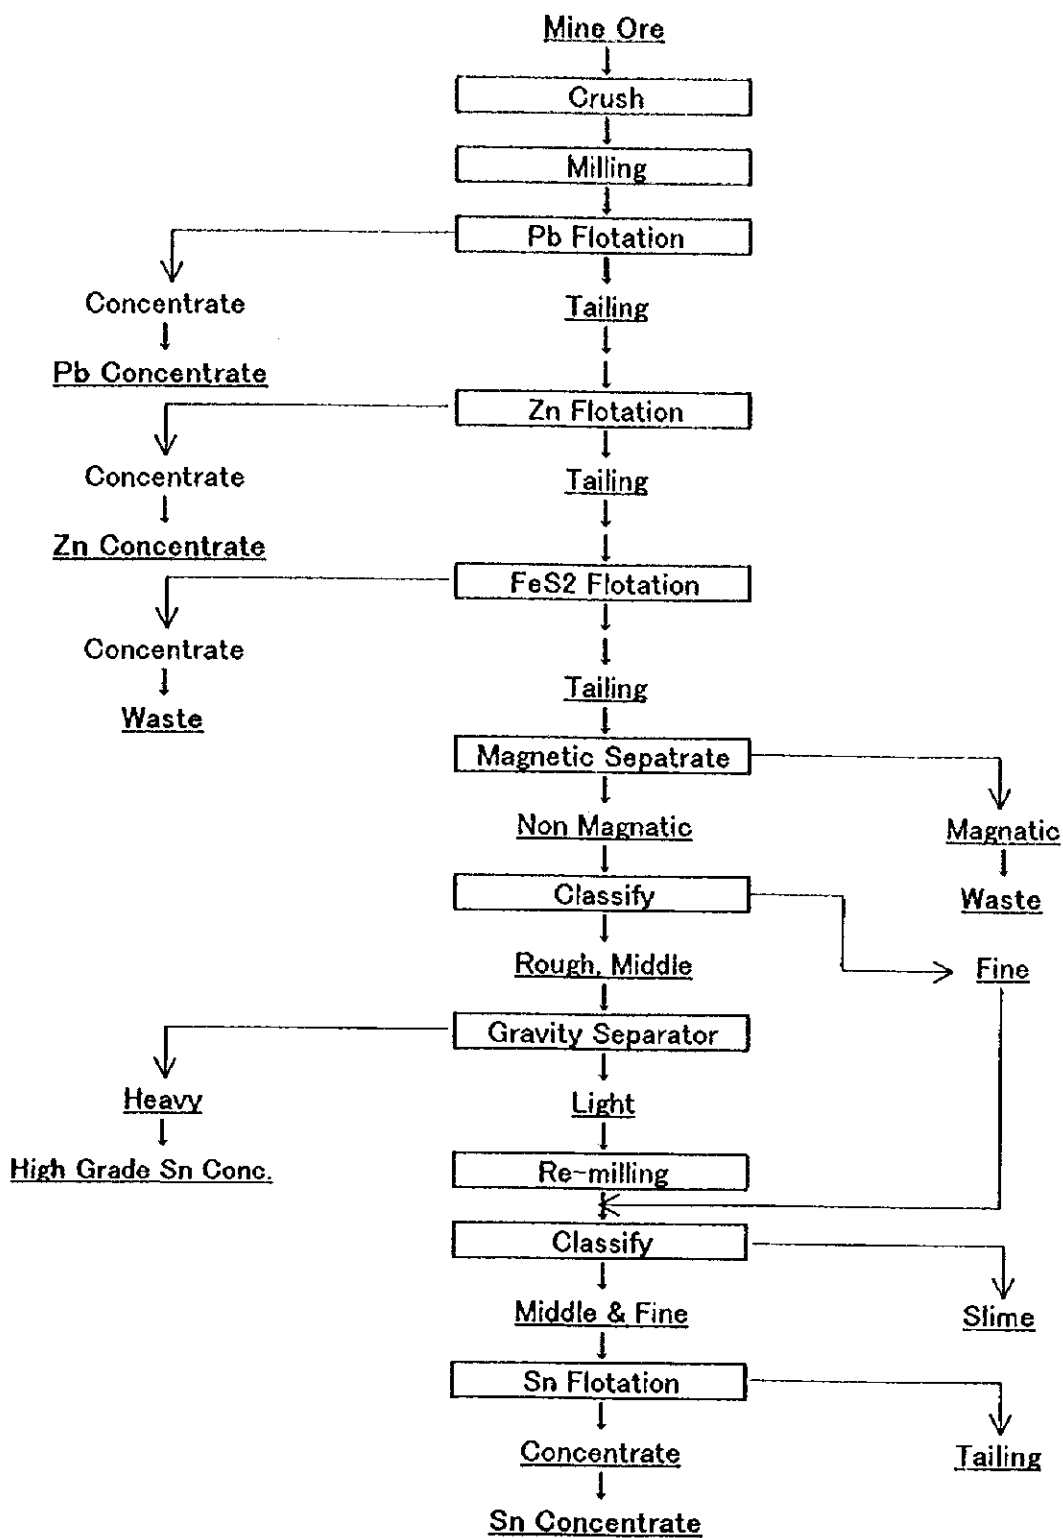 Mine Ore
Crush
Milling
Pb Flotation
Concentrate
Tailing
Pb Concentrate
Zn Flotation
Concentrate
Tailing
Zn Concentrate
FeS2 Flotation
Concentrate
Tailing
Waste
Magnetic Sepatrate
Non Magnatic
Magnatic
Classify
Waste
Rough, Middle
Fine
Gravity Separator
Heavy
Light
High Grade Sn Conc.
Re-milling
Classify
Middle & Fine
Slime
Sn Flotation
Concentrate
Tailing
Sn Concentrate